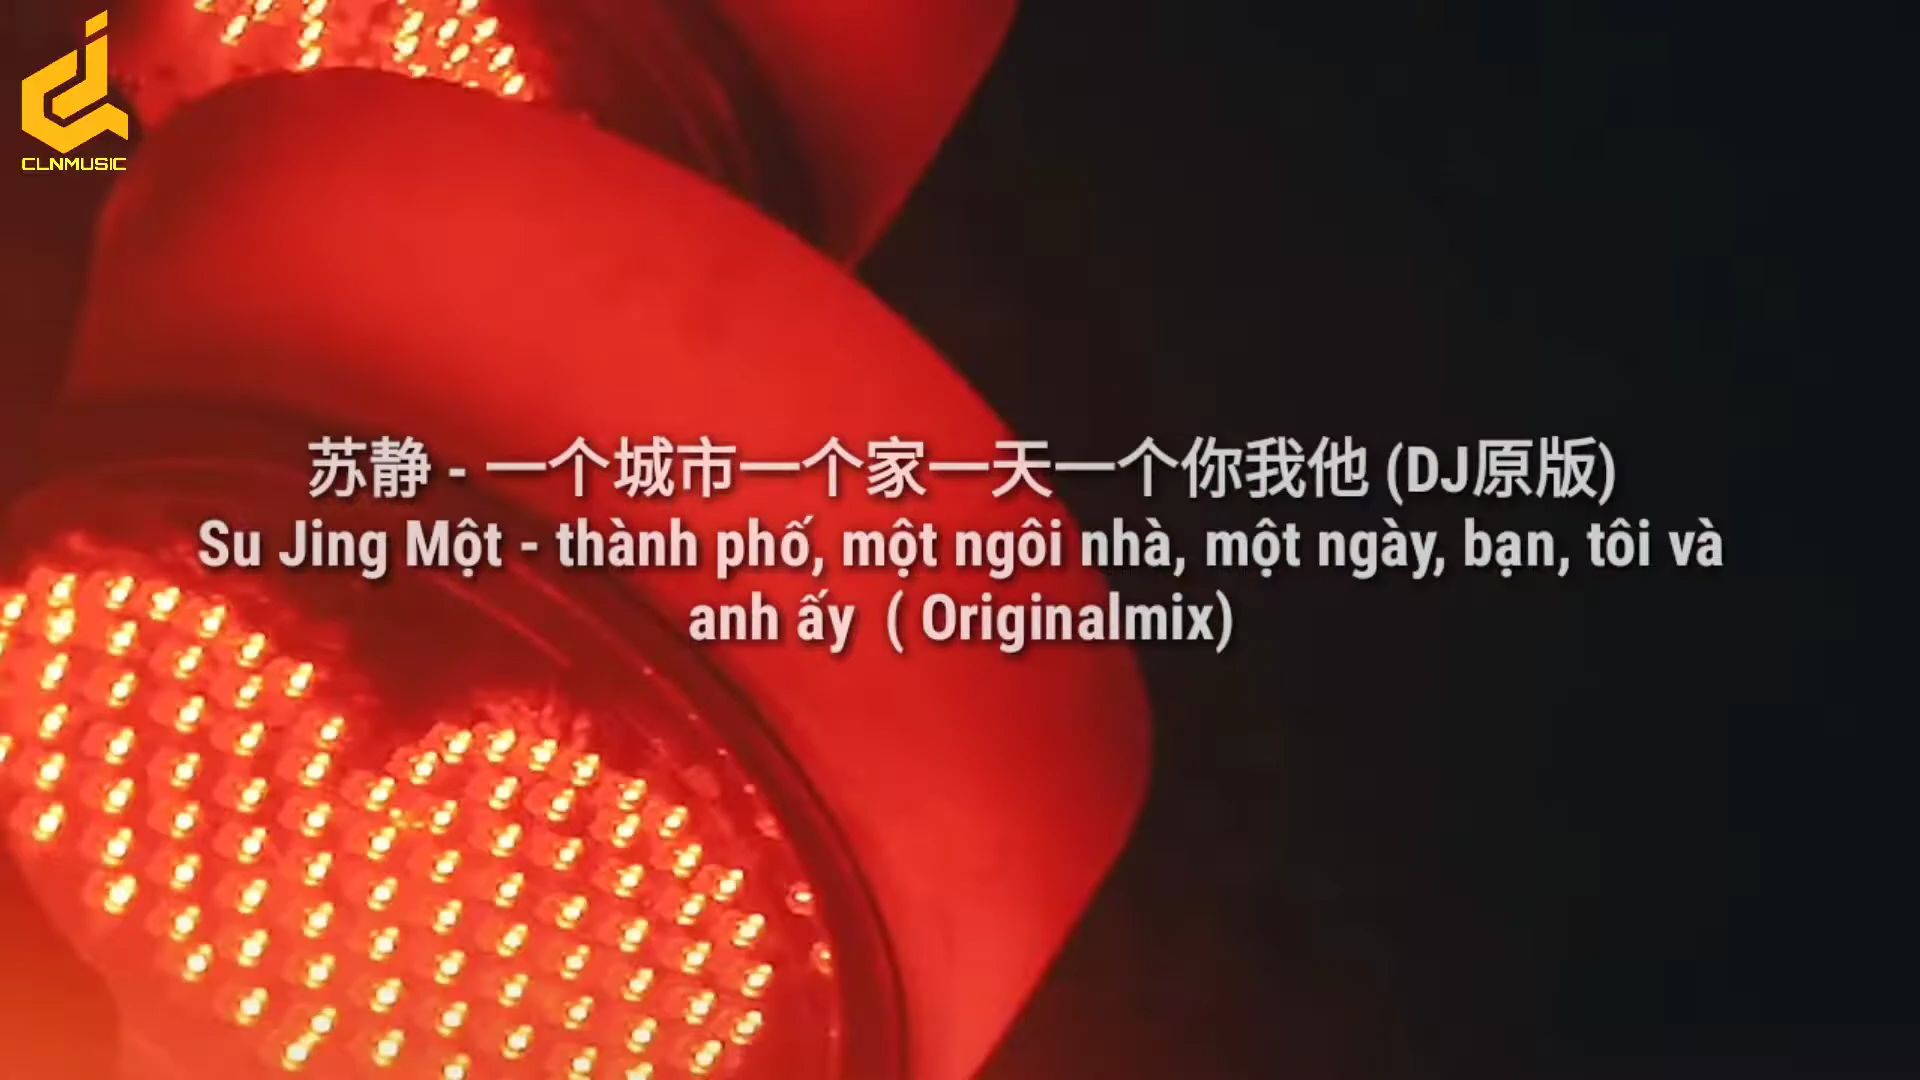 CLNMUSIC
苏静 - 一个城市一个家一天一个你我他 (DJ原版)
Su Jing Một - thành phố, một ngôi nhà, một ngày, bạn, tôi và
anh ấy  ( Originalmix)